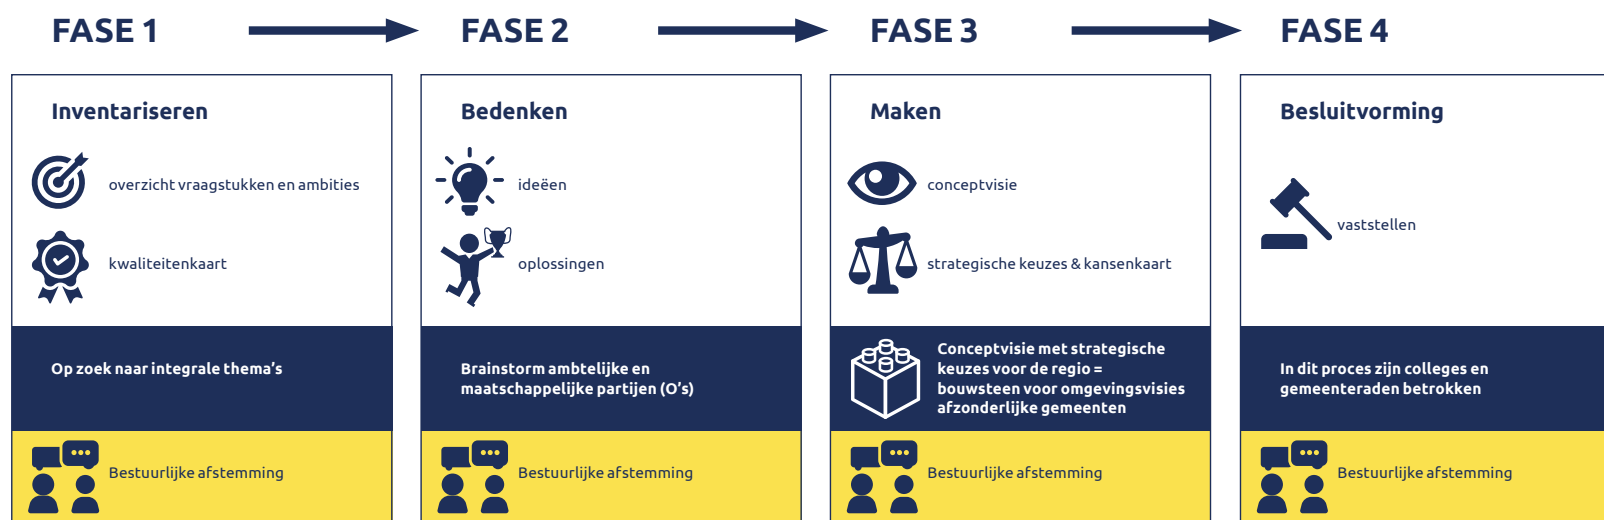 FASE 1
FASE 2
FASE 3
FASE 4
Inventariseren
overzicht vraagstukken en ambities
kwaliteitenkaart
Op zoek naar integrale thema's
Bestuurlijke afstemming
Bedenken
ideeën
oplossingen
Brainstorm ambtelijke en
maatschappelijke partijen (O's)
Bestuurlijke afstemming
Maken
conceptvisie
strategische keuzes & kansenkaart
Conceptvisie met strategische
keuzes voor de regio =
bouwsteen voor omgevingsvisies
afzonderlijke gemeenten
Bestuurlijke afstemming
Besluitvorming
vaststellen
In dit proces zijn colleges en
gemeenteraden betrokken
Bestuurlijke afstemming